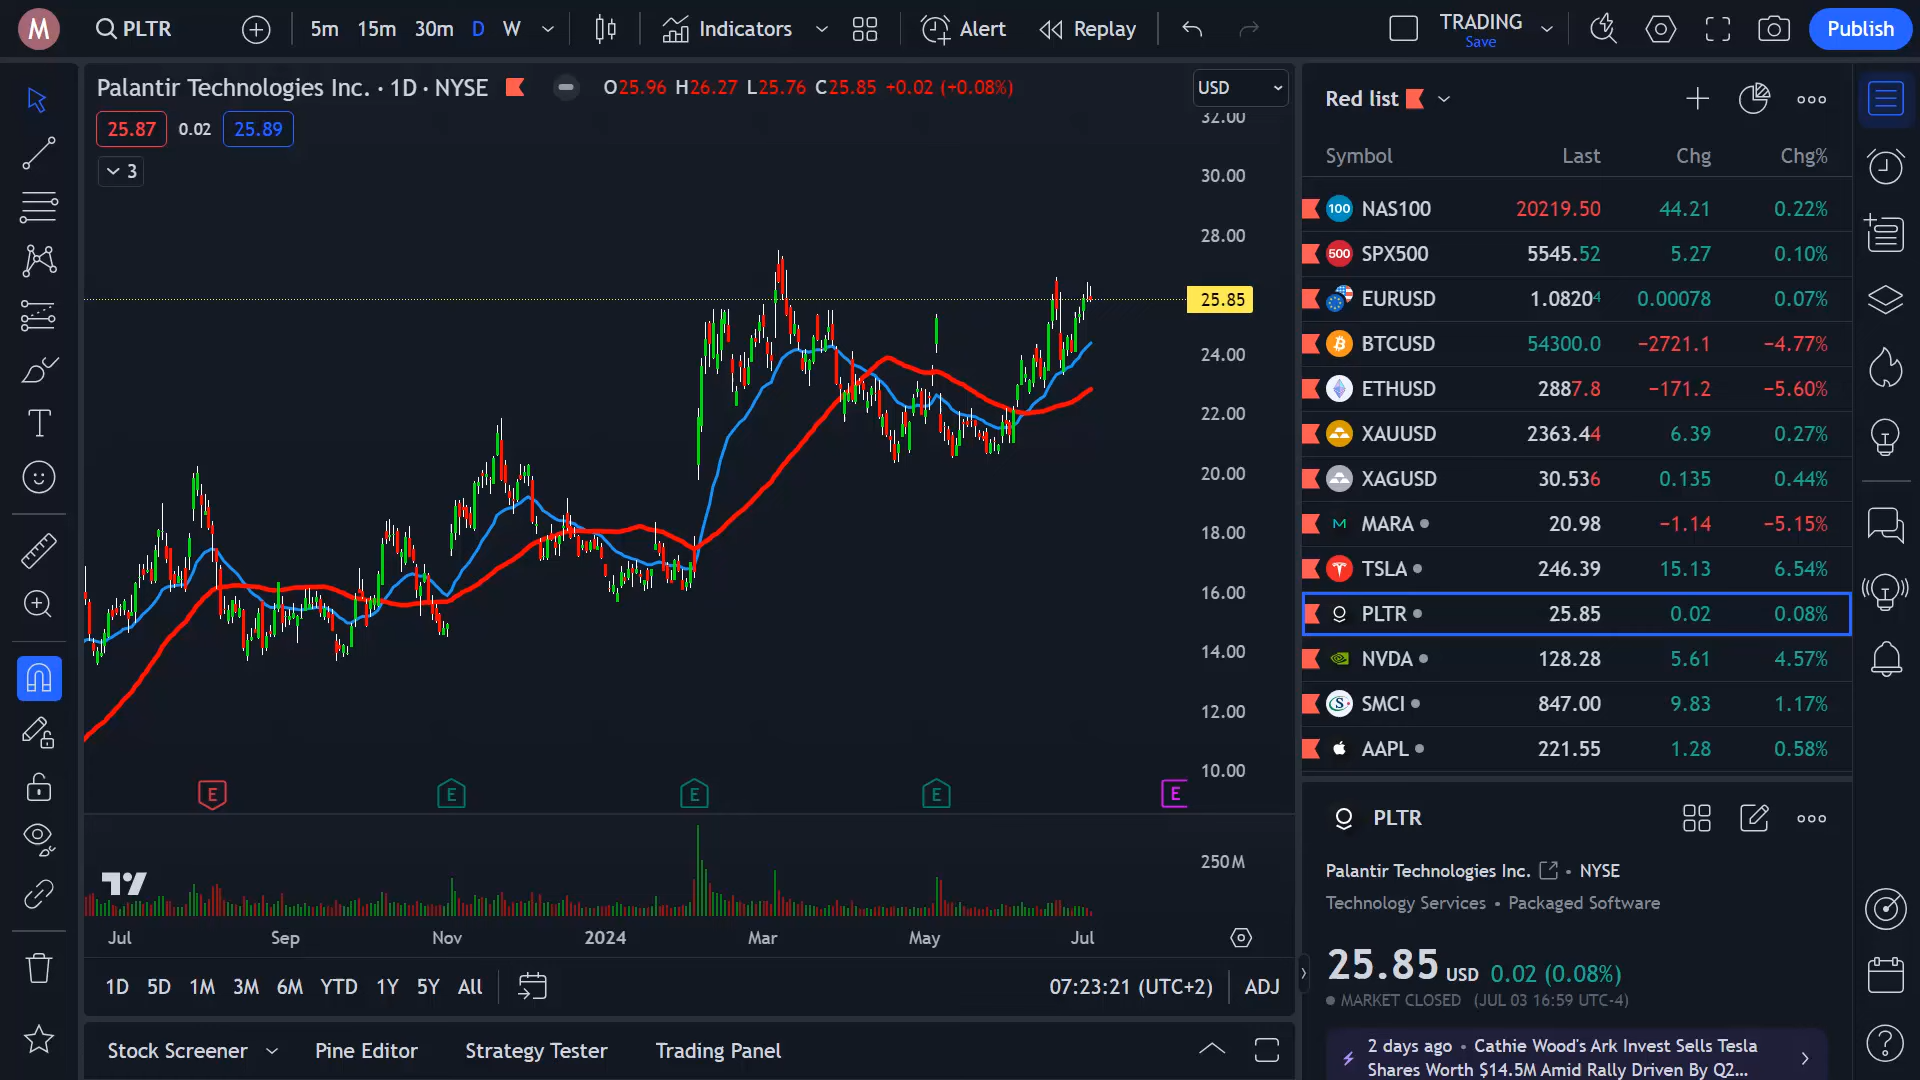 M
PLTR
5m 15m 30m D W
Indicators
Alert
Replay
TRADING
Save
Publish
Palantir Technologies Inc. · 1D · NYSE
O25.96 H26.27 L25.76 C25.85 +0.02 (+0.08%)
USD
25.87 0.02 25.89
3
32.00
30.00
28.00
25.85
24.00
22.00
20.00
18.00
16.00
14.00
12.00
10.00
E E E E E
250M
Jul Sep Nov 2024 Mar May Jul
1D 5D 1M 3M 6M YTD 1Y 5Y All
07:23:21 (UTC+2) ADJ
Stock Screener Pine Editor Strategy Tester Trading Panel
Red list
Symbol Last Chg Chg%
100 NAS100 20219.50 44.21 0.22%
500 SPX500 5545.52 5.27 0.10%
EURUSD 1.08204 0.00078 0.07%
BTCUSD 54300.0 −2721.1 −4.77%
ETHUSD 2887.8 −171.2 −5.60%
XAUUSD 2363.44 6.39 0.27%
XAGUSD 30.536 0.135 0.44%
M MARA 20.98 −1.14 −5.15%
TSLA 246.39 15.13 6.54%
PLTR 25.85 0.02 0.08%
NVDA 128.28 5.61 4.57%
S SMCI 847.00 9.83 1.17%
AAPL 221.55 1.28 0.58%
PLTR
Palantir Technologies Inc. • NYSE
Technology Services • Packaged Software
25.85 USD 0.02 (0.08%)
MARKET CLOSED (JUL 03 16:59 UTC-4)
2 days ago • Cathie Wood's Ark Invest Sells Tesla
Shares Worth $14.5M Amid Rally Driven By Q2...